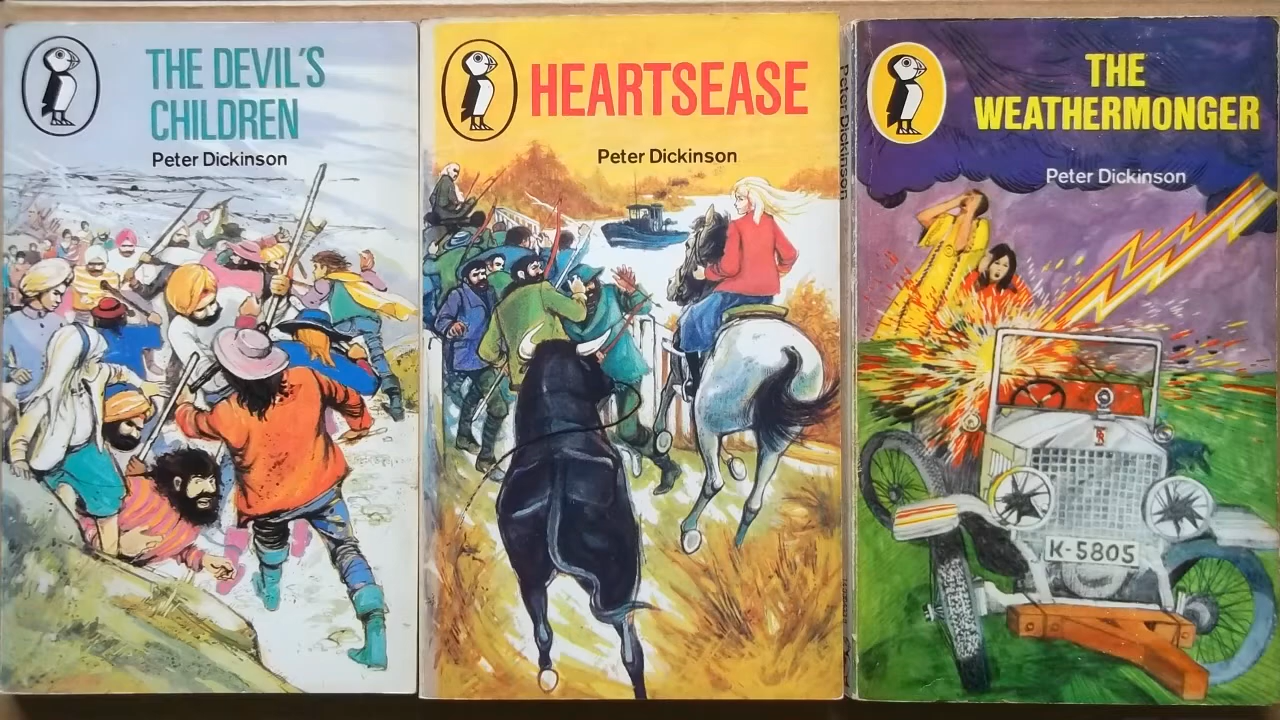 THE DEVIL'S
CHILDREN
Peter Dickinson
HEARTSEASE
Peter Dickinson
Peter Dickinson
THE
WEATHERMONGER
Peter Dickinson
K-5805